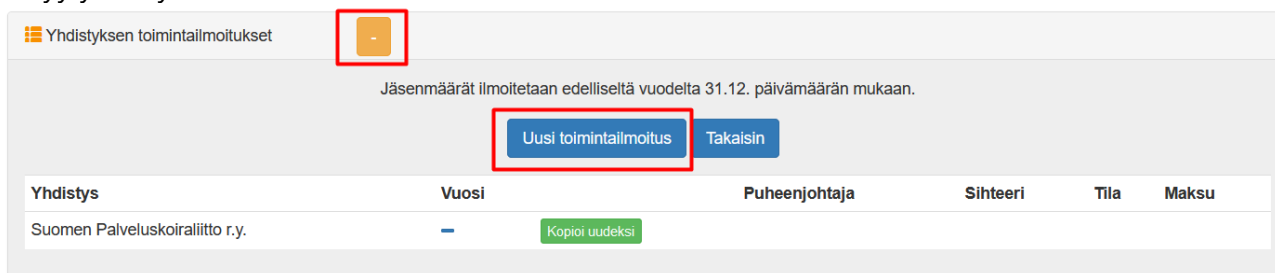 Yhdistyksen toimintailmoitukset -
Jäsenmäärät ilmoitetaan edelliseltä vuodelta 31.12. päivämäärän mukaan.
Uusi toimintailmoitus Takaisin
Yhdistys Vuosi Puheenjohtaja Sihteeri Tila Maksu
Suomen Palveluskoiraliitto r.y. – Kopioi uudeksi